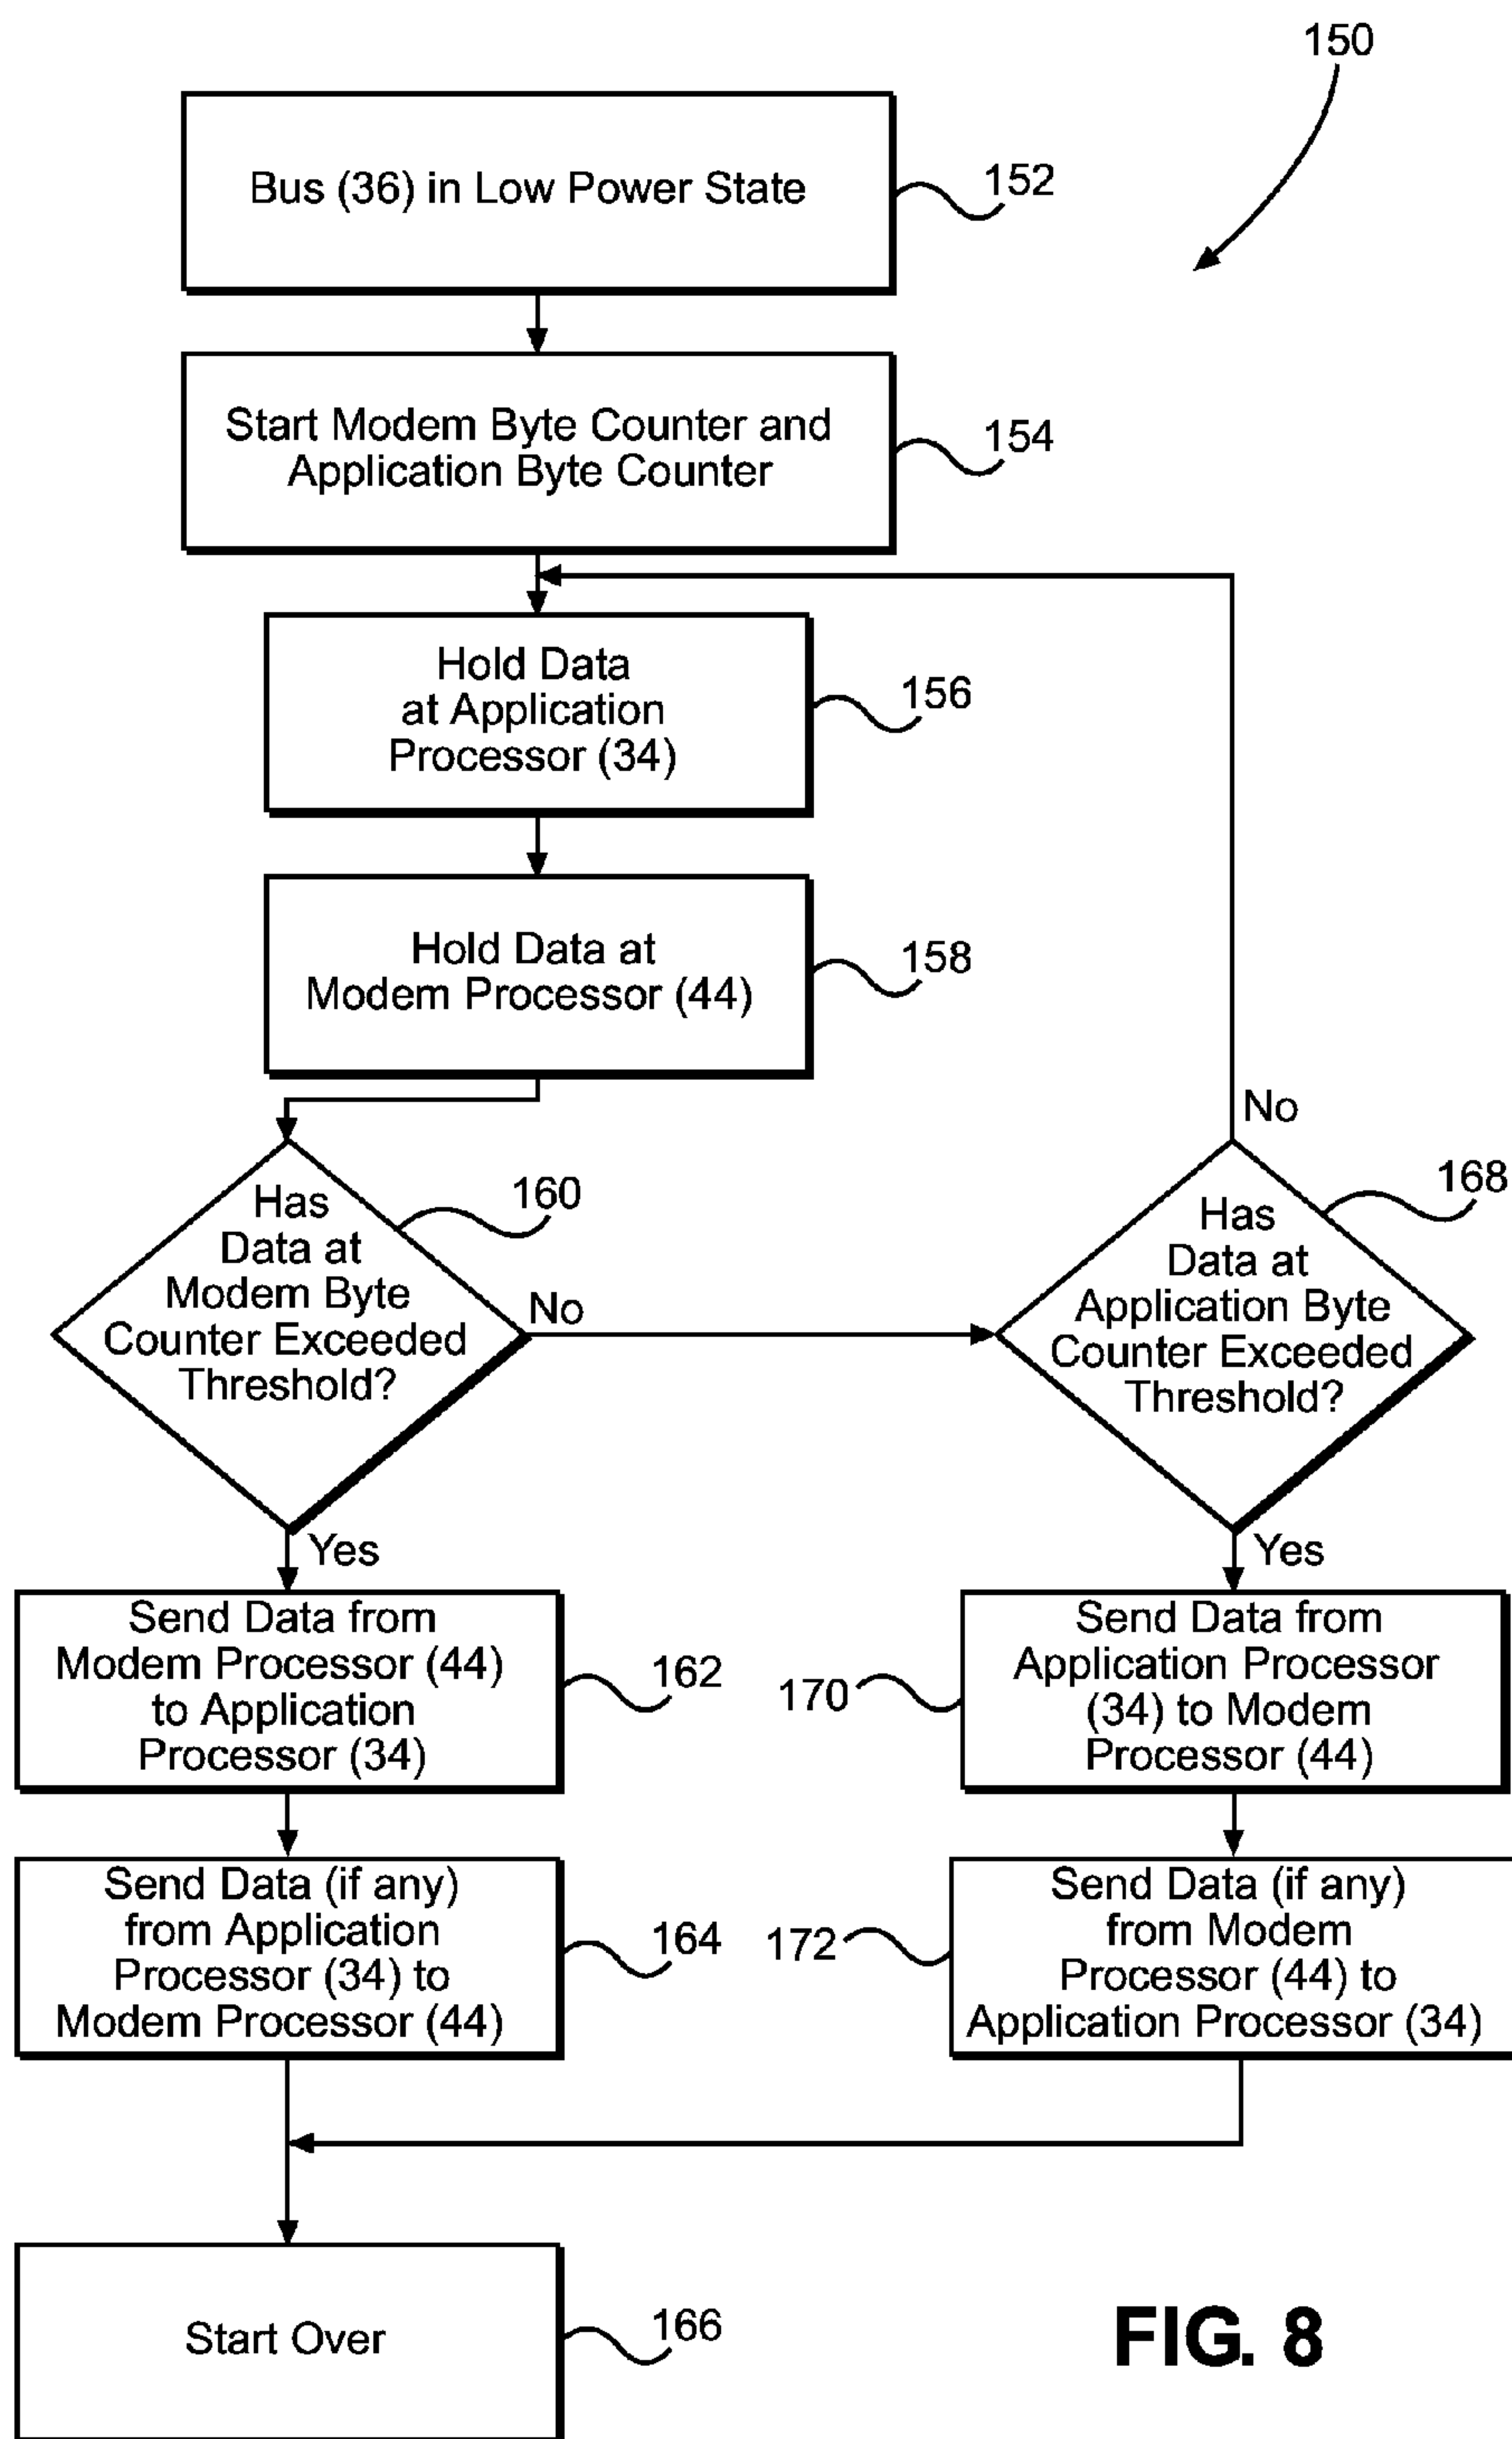 150
Bus (36) in Low Power State
152
Start Modem Byte Counter and
Application Byte Counter
154
Hold Data
at Application
Processor (34)
156
Hold Data at
Modem Processor (44)
158
Has
Data at
Modem Byte
Counter Exceeded
Threshold?
160
No
Yes
Has
Data at
Application Byte
Counter Exceeded
Threshold?
168
No
Yes
Send Data from
Modem Processor (44)
to Application
Processor (34)
162
Send Data from
Application Processor
(34) to Modem
Processor (44)
170
Send Data (if any)
from Application
Processor (34) to
Modem Processor (44)
164
Send Data (if any)
from Modem
Processor (44) to
Application Processor (34)
172
Start Over
166
FIG. 8